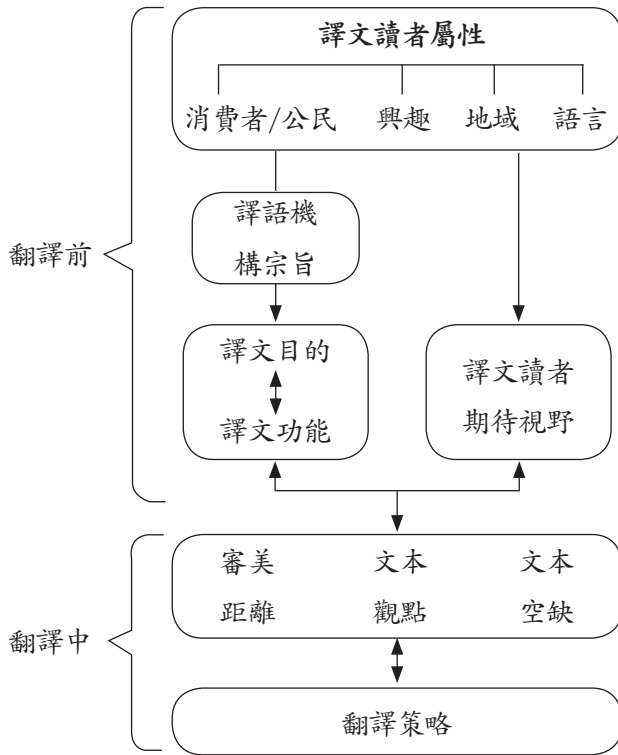 譯文讀者屬性
消費者/公民 興趣 地域 語言
譯語機
構宗旨
翻譯前
譯文目的
譯文功能
譯文讀者
期待視野
審美 文本 文本
距離 觀點 空缺
翻譯中
翻譯策略